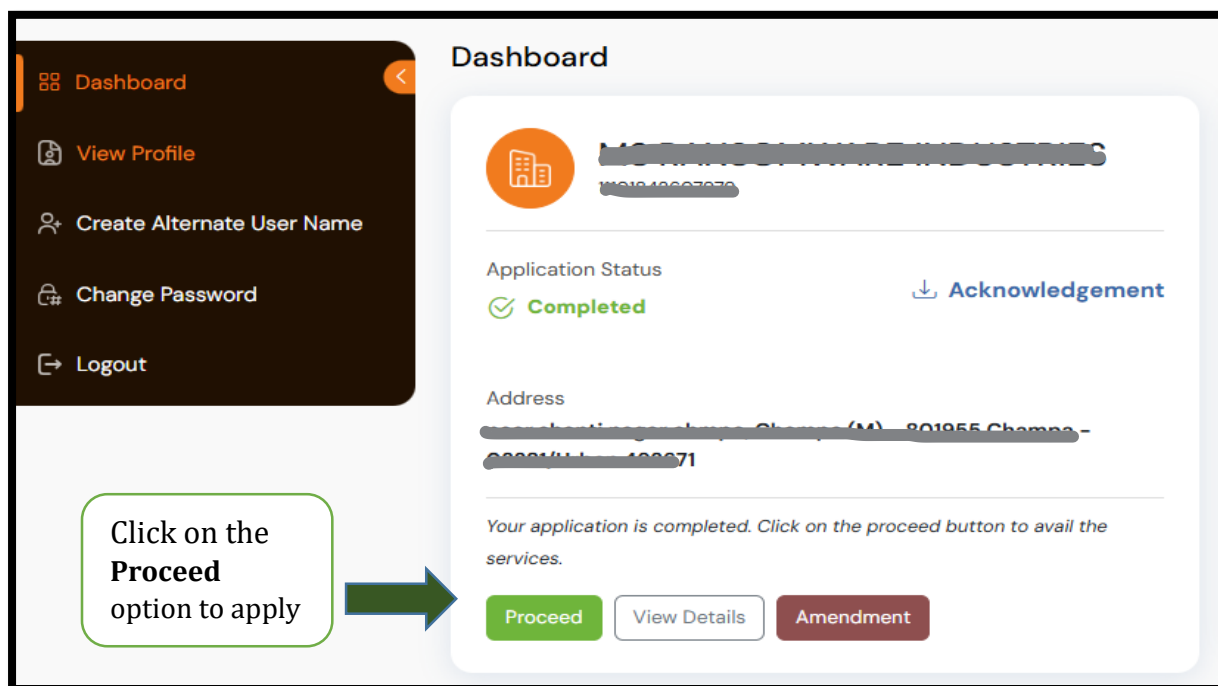 Dashboard
View Profile
Create Alternate User Name
Change Password
Logout
Dashboard
Application Status
Completed
Acknowledgement
Address
Your application is completed. Click on the proceed button to avail the
services.
Click on the
Proceed
option to apply
Proceed
View Details
Amendment